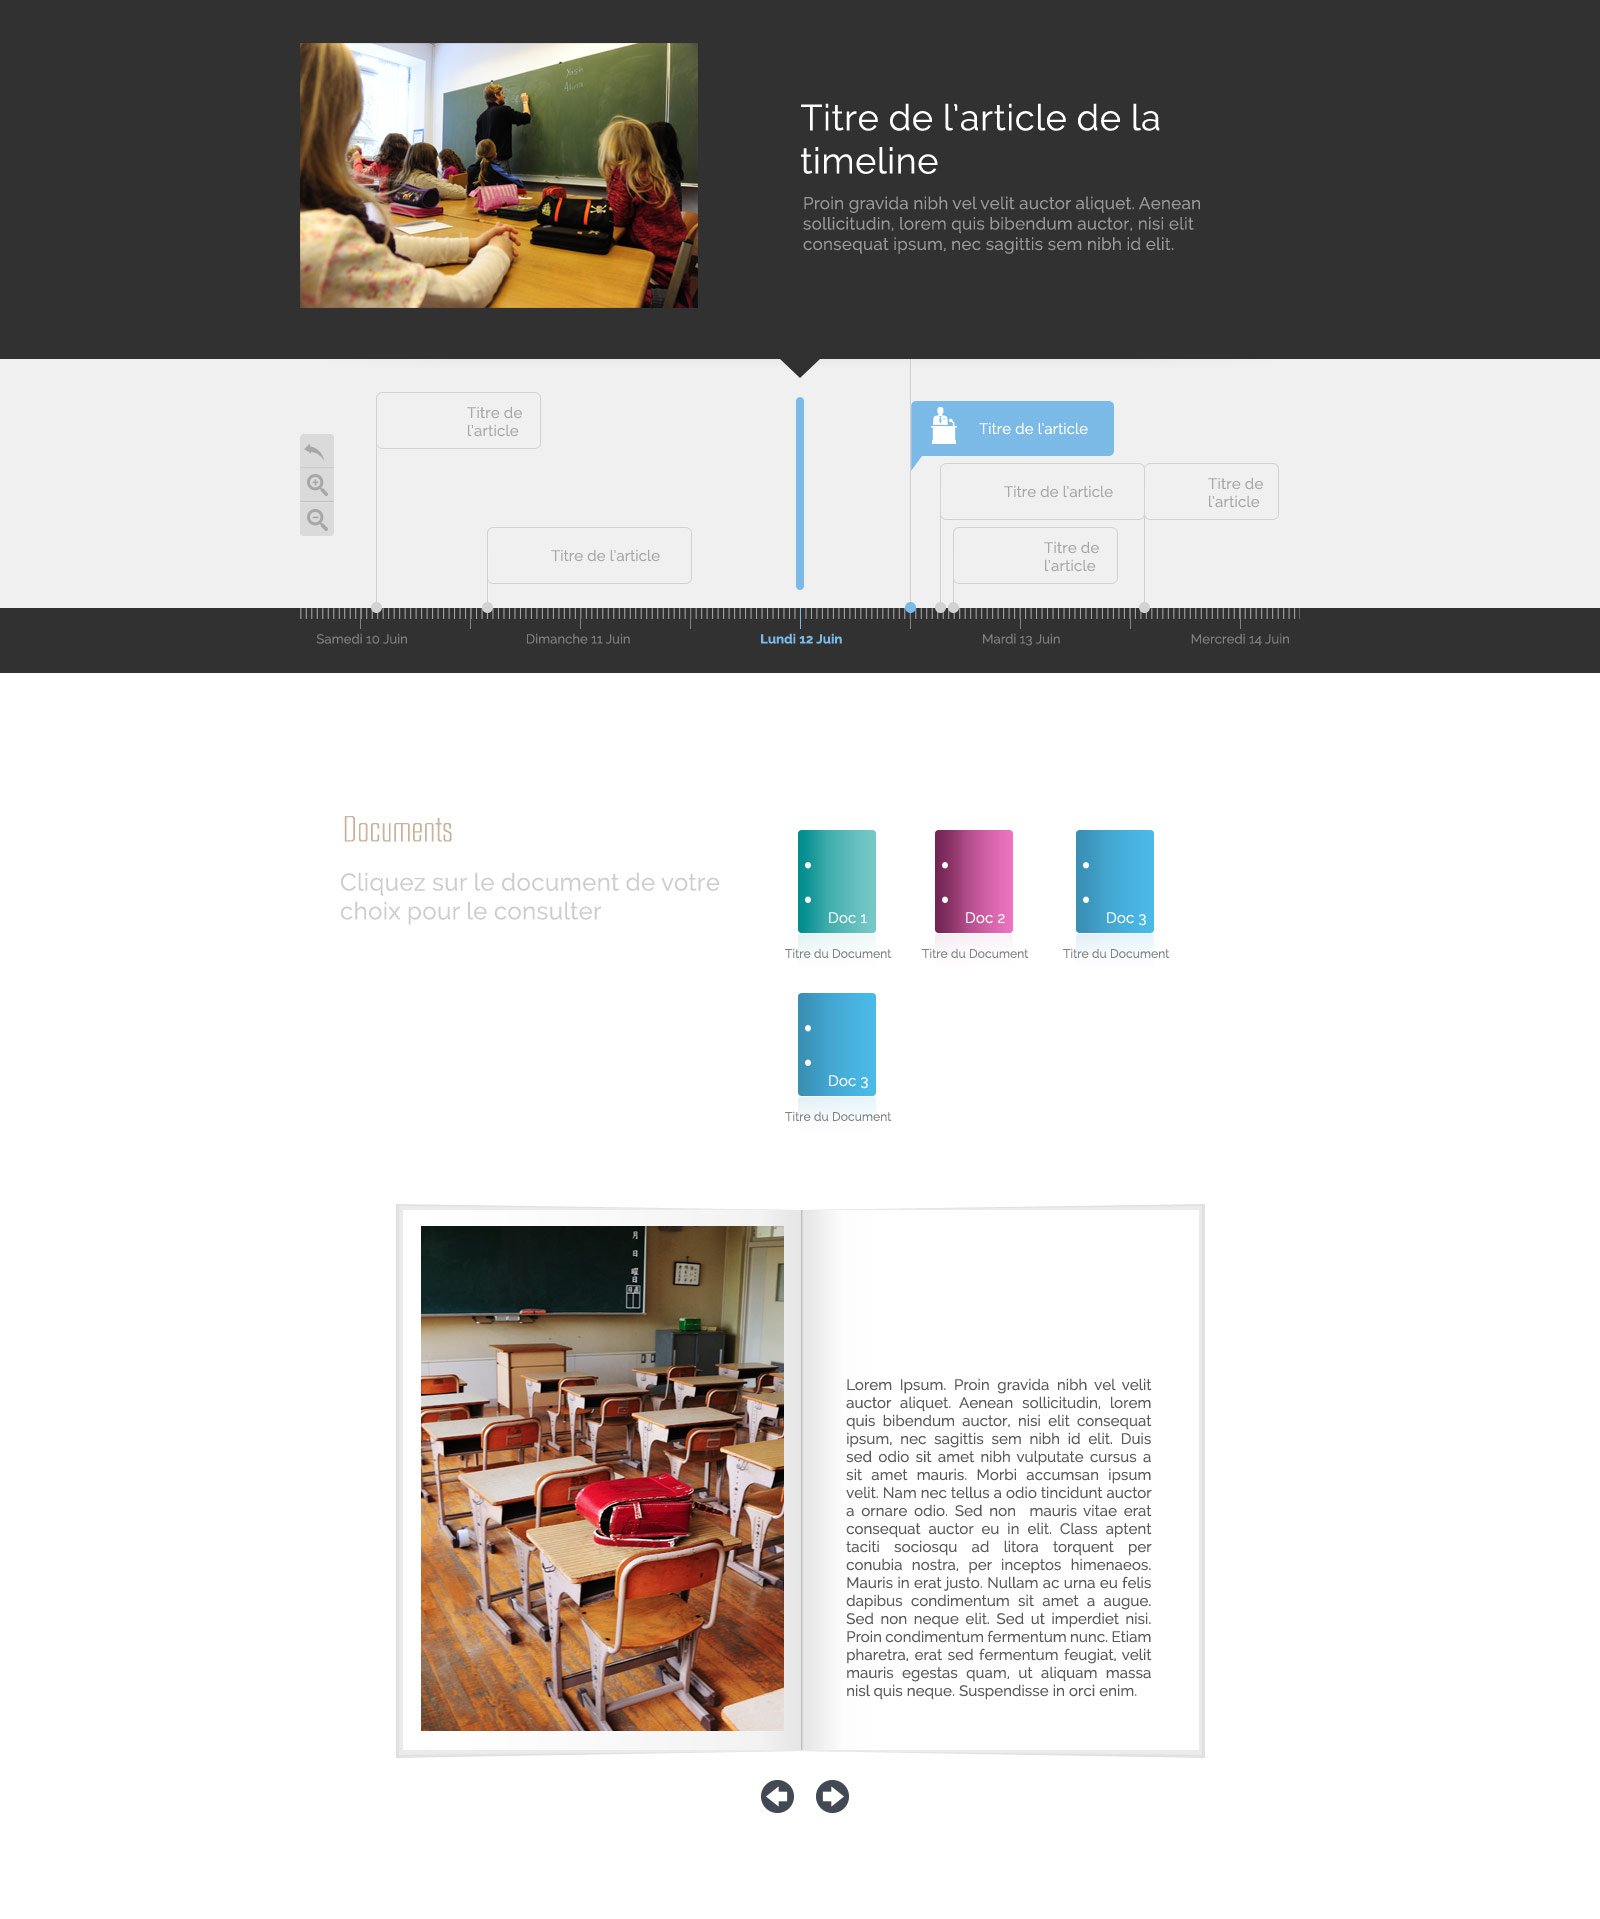 Yush
Titre de l'article de la
timeline
Proin gravida nibh vel velit auctor aliquet. Aenean
sollicitudin, lorem quis bibendum auctor, nisi elit
consequat ipsum, nec sagittis sem nibh id elit.
Titre de
l'article
Titre de l'article
Titre de l'article
Titre de l'article
Titre de
l'article
Titre de
l'article
Samedi 10 Juin
Dimanche 11 Juin
Lundi 12 Juin
Mardi 13 Juin
Mercredi 14 Juin
Documents
Cliquez sur le document de votre
choix pour le consulter
Doc 1
Doc 2
Doc 3
Titre du Document
Titre du Document
Titre du Document
Doc 3
Titre du Document
月
日
曜
日
日
Lorem Ipsum. Proin gravida nibh vel velit
auctor aliquet. Aenean sollicitudin, lorem
quis bibendum auctor, nisi elit consequat
ipsum, nec sagittis sem nibh id elit. Duis
sed odio sit amet nibh vulputate cursus a
sit amet mauris. Morbi accumsan ipsum
velit. Nam nec tellus a odio tincidunt auctor
a ornare odio. Sed non  mauris vitae erat
consequat auctor eu in elit. Class aptent
taciti sociosqu ad litora torquent per
conubia nostra, per inceptos himenaeos.
Mauris in erat justo. Nullam ac urna eu felis
dapibus condimentum sit amet a augue.
Sed non neque elit. Sed ut imperdiet nisi.
Proin condimentum fermentum nunc. Etiam
pharetra, erat sed fermentum feugiat, velit
mauris egestas quam, ut aliquam massa
nisl quis neque. Suspendisse in orci enim.